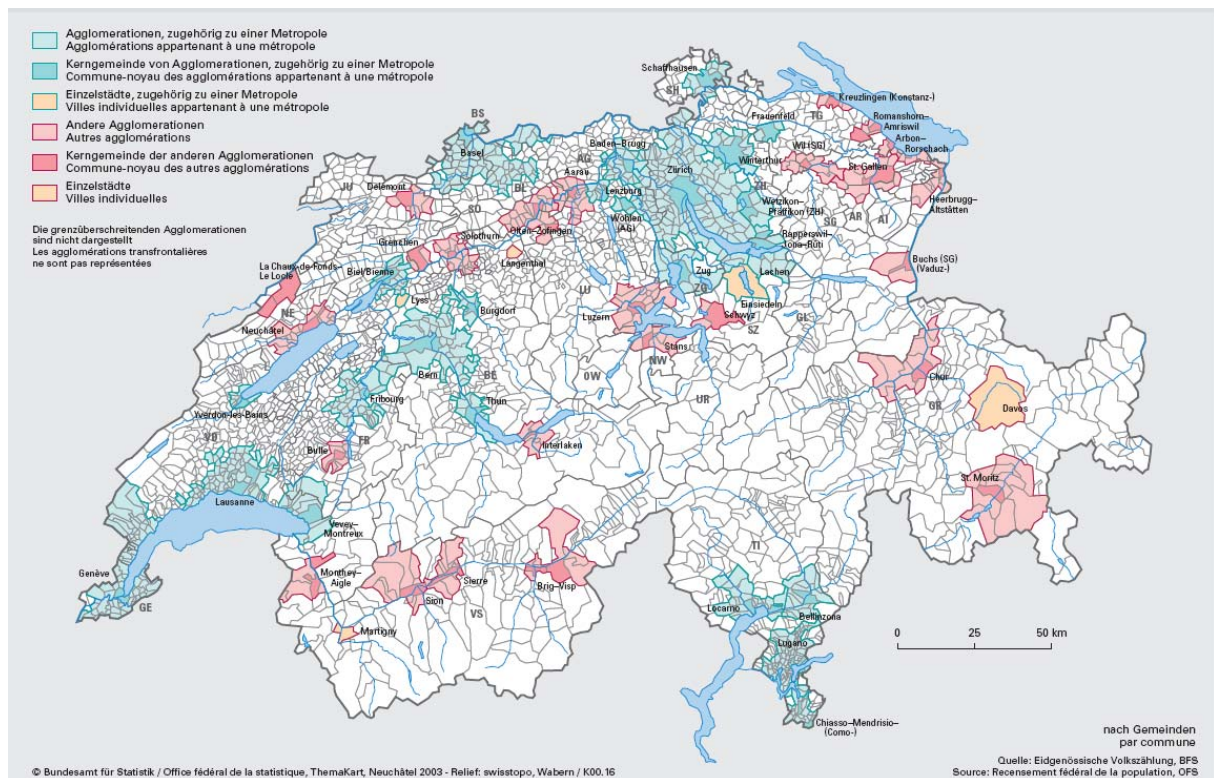 Agglomerationen, zugehörig zu einer Metropole
Agglomérations appartenant à une métropole
Kerngemeinde von Agglomerationen, zugehörig zu einer Metropole
Commune-noyau des agglomérations appartenant à une métropole
Einzelstädte, zugehörig zu einer Metropole
Villes individuelles appartenant à une métropole
Andere Agglomerationen
Autres agglomérations
Kerngemeinde der anderen Agglomerationen
Commune-noyau des autres agglomérations
Einzelstädte
Villes individuelles
Die grenzüberschreitenden Agglomerationen
sind nicht dargestellt
Les agglomérations transfrontalières
ne sont pas représentées
Schaffhausen
SH
Kreuzlingen (Konstanz-)
TG
Frauenfeld
Romanshorn–
Amriswil
Arbon–
Rorschach
BS
Basel
Baden–Brugg
AG
Wil (SG)
Winterthur
St. Gallen
Zürich
BL
Aarau
JU
Delémont
Lenzburg
ZH
SO
Wohlen
(AG)
Wetzikon–
Pfäffikon (ZH)
SG
AR
AI
Heerbrugg–
Altstätten
Olten–Zofingen
Grenchen
Solothurn
Rapperswil–
Jona–Rüti
Langenthal
Buchs (SG)
(Vaduz-)
La Chaux-de-Fonds–
Le Locle
Biel/Bienne
Zug
Lachen
LU
ZG
Lyss
Burgdorf
Einsiedeln
NE
Luzern
Schwyz
GL
Neuchâtel
SZ
Stans
NW
Bern
BE
OW
Chur
UR
GR
Davos
Fribourg
Thun
Yverdon-les-Bains
VD
FR
Interlaken
Bulle
St. Moritz
Lausanne
Vevey–
Montreux
TI
Genève
Monthey–
Aigle
Sierre
Brig–Visp
GE
Sion
VS
Locarno
Bellinzona
Martigny
Lugano
0 25 50 km
Chiasso–Mendrisio–
(Como-)
nach Gemeinden
par commune
Quelle: Eidgenössische Volkszählung, BFS
Source: Recensement fédéral de la population, OFS
© Bundesamt für Statistik / Office fédéral de la statistique, ThemaKart, Neuchâtel 2003 - Relief: swisstopo, Wabern / K00.16